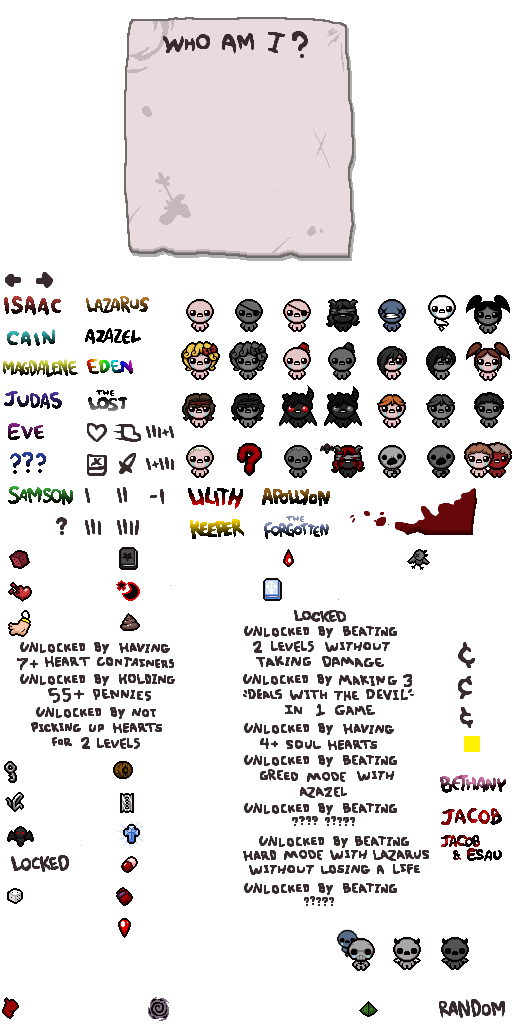 WHO AM I?
ISAAC LAZARUS
CAIN AZAZEL
MAGDALENE EDEN
JUDAS THE LOST
EVE |||+|
??? |+|||
SAMSON | || -|
? ||| ||||
LILITH APOLLYON
KEEPER THE FORGOTTEN
UNLOCKED BY HAVING
7+ HEART CONTAINERS
UNLOCKED BY HOLDING
55+ PENNIES
UNLOCKED BY NOT
PICKING UP HEARTS
FOR 2 LEVELS
LOCKED
LOCKED
UNLOCKED BY BEATING
2 LEVELS WITHOUT
TAKING DAMAGE
UNLOCKED BY MAKING 3
"DEALS WITH THE DEVIL"
IN 1 GAME
UNLOCKED BY HAVING
4+ SOUL HEARTS
UNLOCKED BY BEATING
GREED MODE WITH
AZAZEL
UNLOCKED BY BEATING
???? ?????
UNLOCKED BY BEATING
HARD MODE WITH LAZARUS
WITHOUT LOSING A LIFE
UNLOCKED BY BEATING
?????
¢
¢
¢
BETHANY
JACOB
JACOB
& ESAU
RANDOM